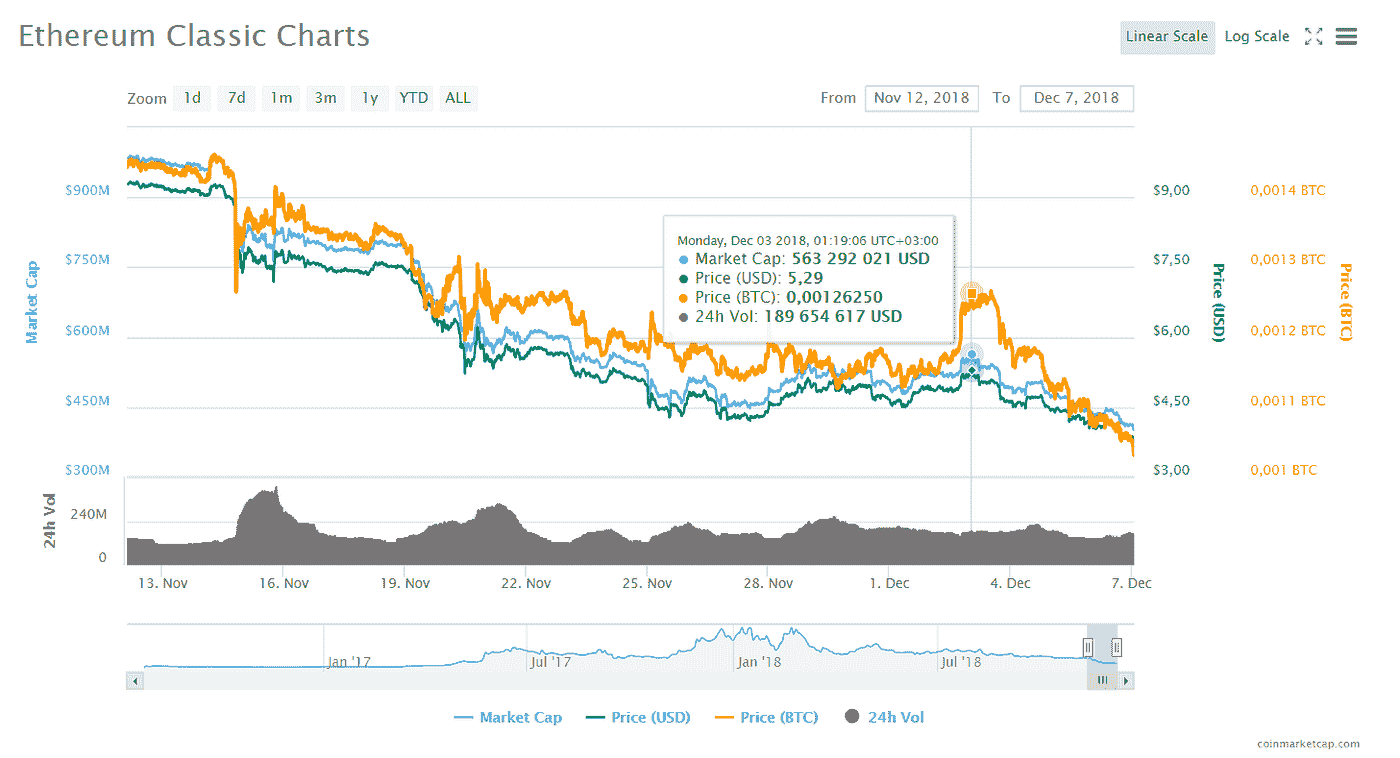 Ethereum Classic Charts
Linear Scale Log Scale
Zoom 1d 7d 1m 3m 1y YTD ALL From Nov 12, 2018 To Dec 7, 2018
$900M $9,00 0,0014 BTC
Monday, Dec 03 2018, 01:19:06 UTC+03:00
Market Cap: 563 292 021 USD
Price (USD): 5,29
Price (BTC): 0,00126250
24h Vol: 189 654 617 USD
$750M $7,50 0,0013 BTC
Market Cap Price (USD) Price (BTC)
$600M $6,00 0,0012 BTC
$450M $4,50 0,0011 BTC
$300M $3,00 0,001 BTC
24h Vol
240M
0
13. Nov 16. Nov 19. Nov 22. Nov 25. Nov 28. Nov 1. Dec 4. Dec 7. Dec
Jan '17 Jul '17 Jan '18 Jul '18
Market Cap Price (USD) Price (BTC) 24h Vol
coinmarketcap.com